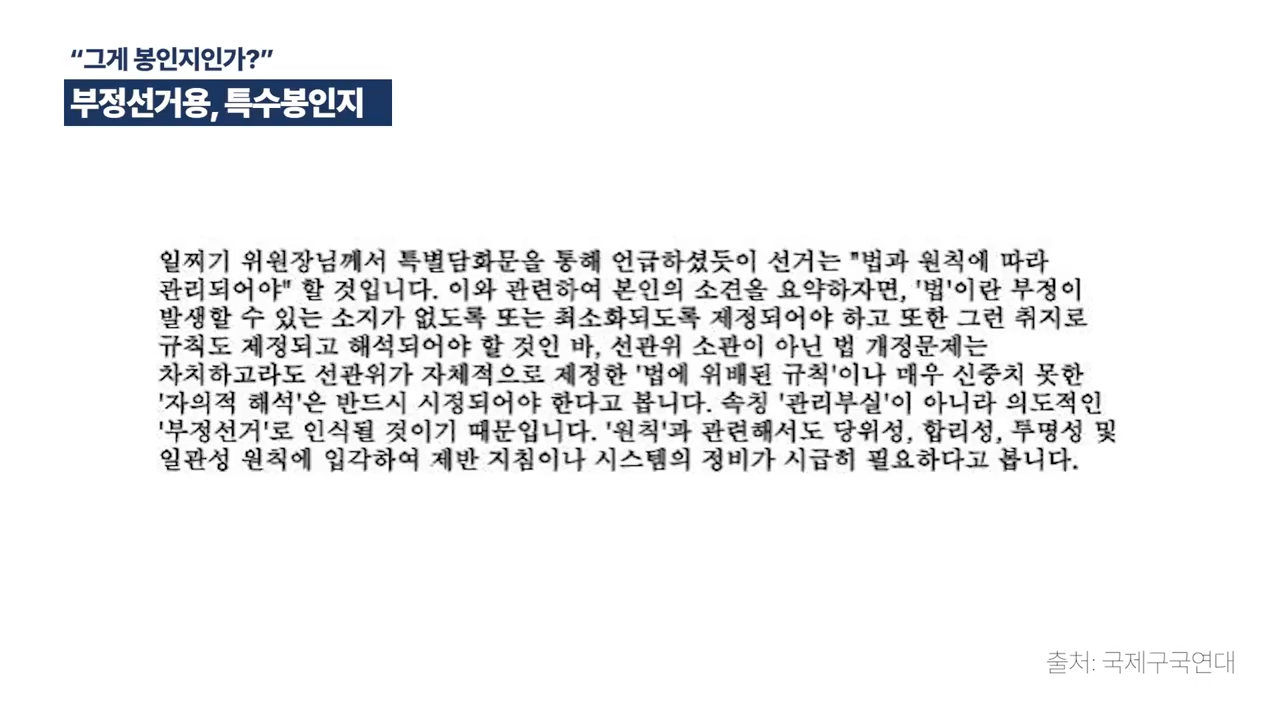 “그게 봉인지인가?”
부정선거용, 특수봉인지
일찌기 위원장님께서 특별담화문을 통해 언급하셨듯이 선거는 "법과 원칙에 따라
관리되어야" 할 것입니다. 이와 관련하여 본인의 소견을 요약하자면, '법'이란 부정이
발생할 수 있는 소지가 없도록 또는 최소화되도록 제정되어야 하고 또한 그런 취지로
규칙도 제정되고 해석되어야 할 것인 바, 선관위 소관이 아닌 법 개정문제는
차치하고라도 선관위가 자체적으로 제정한 '법에 위배된 규칙'이나 매우 신중치 못한
'자의적 해석'은 반드시 시정되어야 한다고 봅니다. 속칭 '관리부실'이 아니라 의도적인
'부정선거'로 인식될 것이기 때문입니다. '원칙'과 관련해서도 당위성, 합리성, 투명성 및
일관성 원칙에 입각하여 제반 지침이나 시스템의 정비가 시급히 필요하다고 봅니다.
출처: 국제구국연대